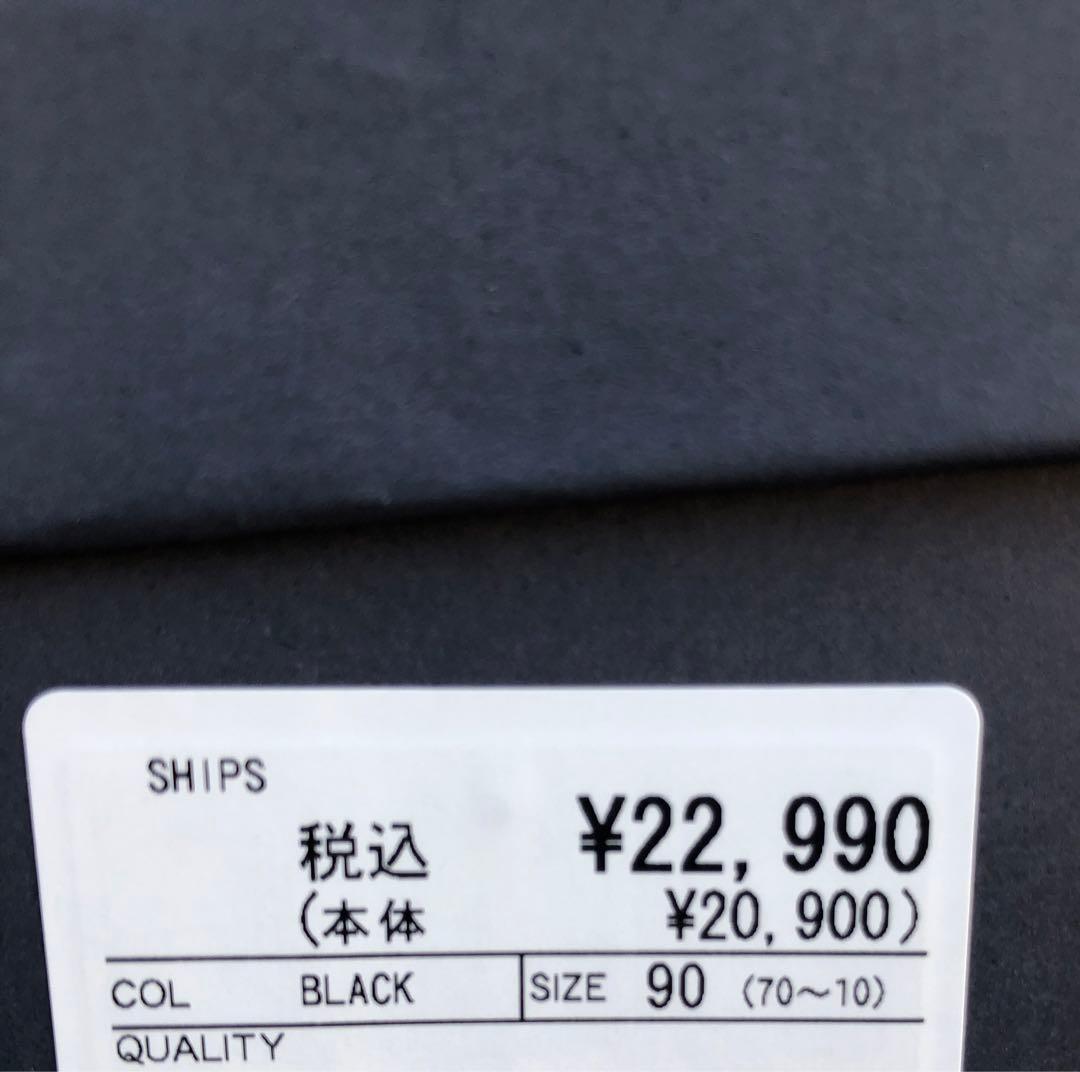 SHIPS
税込 ¥22,990
(本体 ¥20,900)
COL BLACK SIZE 90 (70〜10)
QUALITY